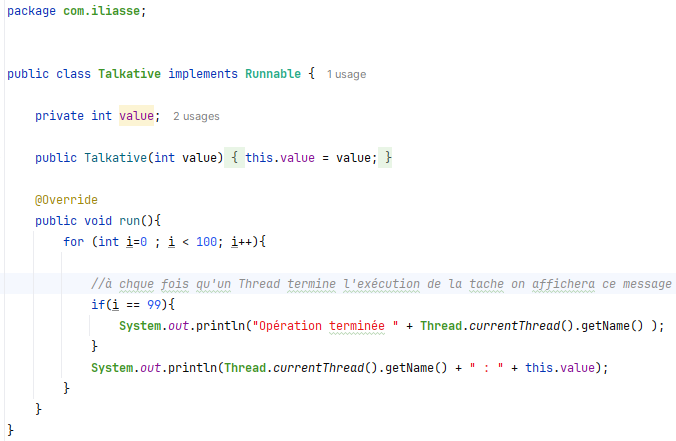 package com.iliasse;
public class Talkative implements Runnable { 1 usage
private int value; 2 usages
public Talkative(int value) { this.value = value; }
@Override
public void run(){
for (int i=0 ; i < 100; i++){
//à chque fois qu'un Thread termine l'exécution de la tache on affichera ce message
if(i == 99){
System.out.println("Opération terminée " + Thread.currentThread().getName() );
}
System.out.println(Thread.currentThread().getName() + " : " + this.value);
}
}
}